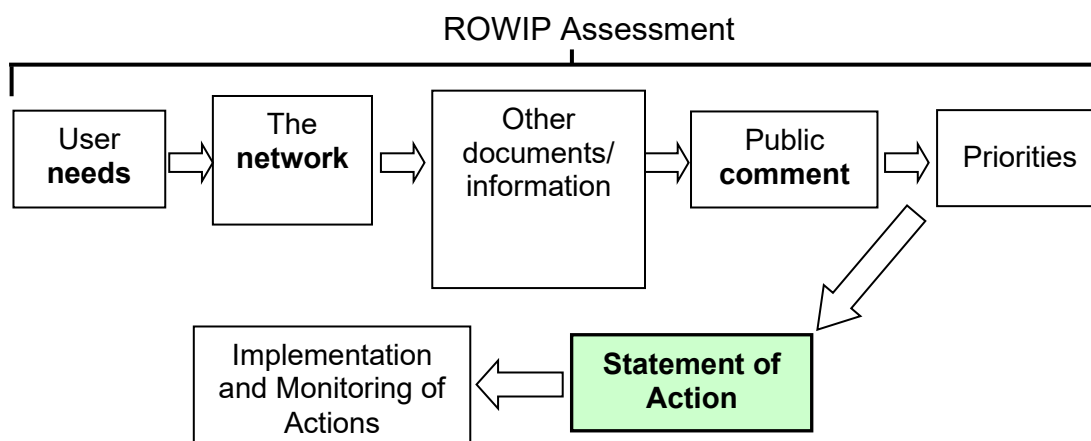 ROWIP Assessment
User
needs
The
network
Other
documents/
information
Public
comment
Priorities
Statement of
Action
Implementation
and Monitoring of
Actions